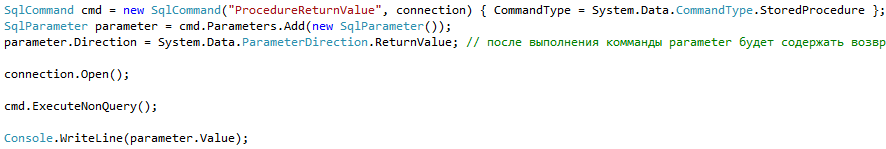 SqlCommand cmd = new SqlCommand("ProcedureReturnValue", connection) { CommandType = System.Data.CommandType.StoredProcedure };
SqlParameter parameter = cmd.Parameters.Add(new SqlParameter());
parameter.Direction = System.Data.ParameterDirection.ReturnValue; // после выполнения комманды parameter будет содержать возвр
connection.Open();
cmd.ExecuteNonQuery();
Console.WriteLine(parameter.Value);